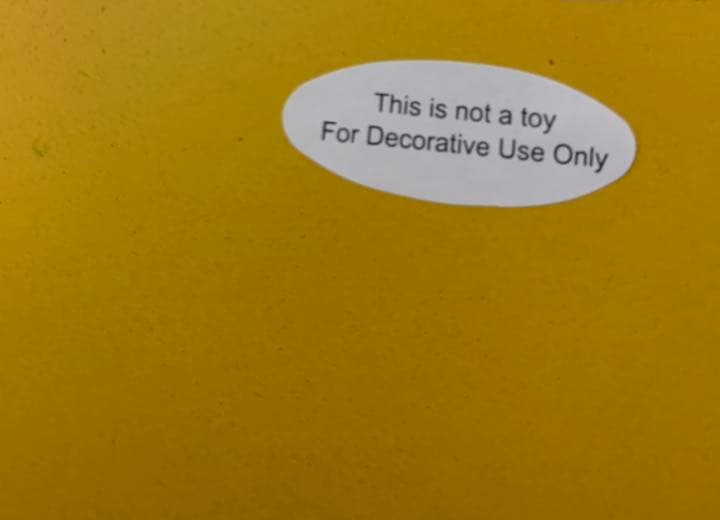 This is not a toy
For Decorative Use Only